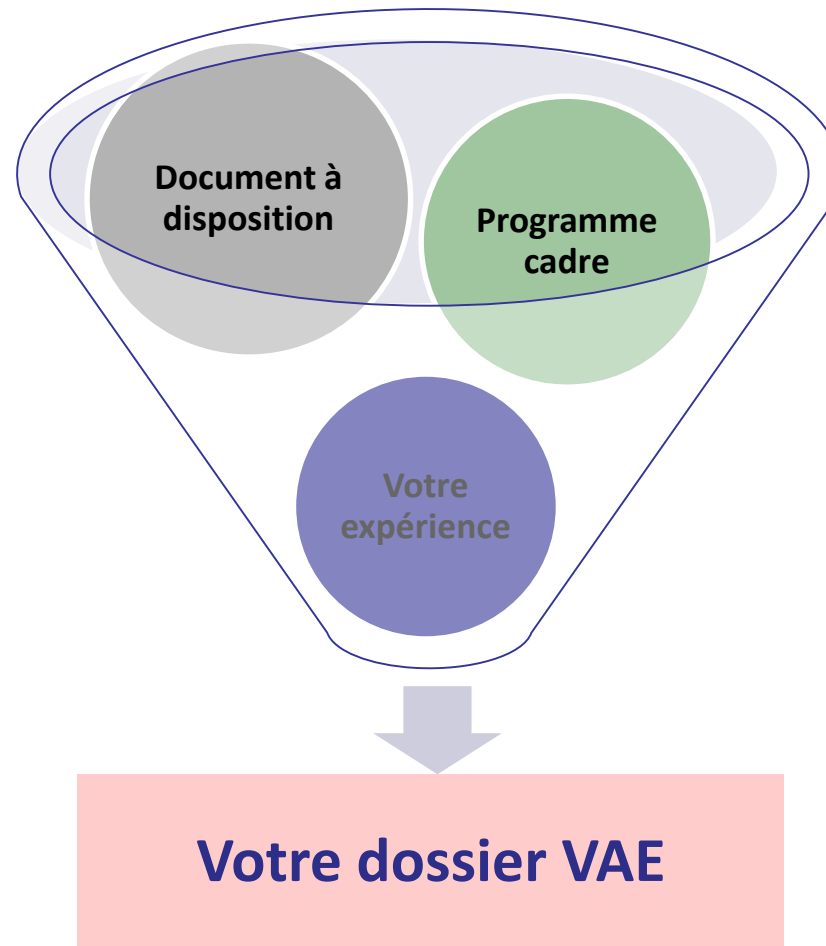 Document à
disposition
Programme
cadre
Votre
expérience
Votre dossier VAE